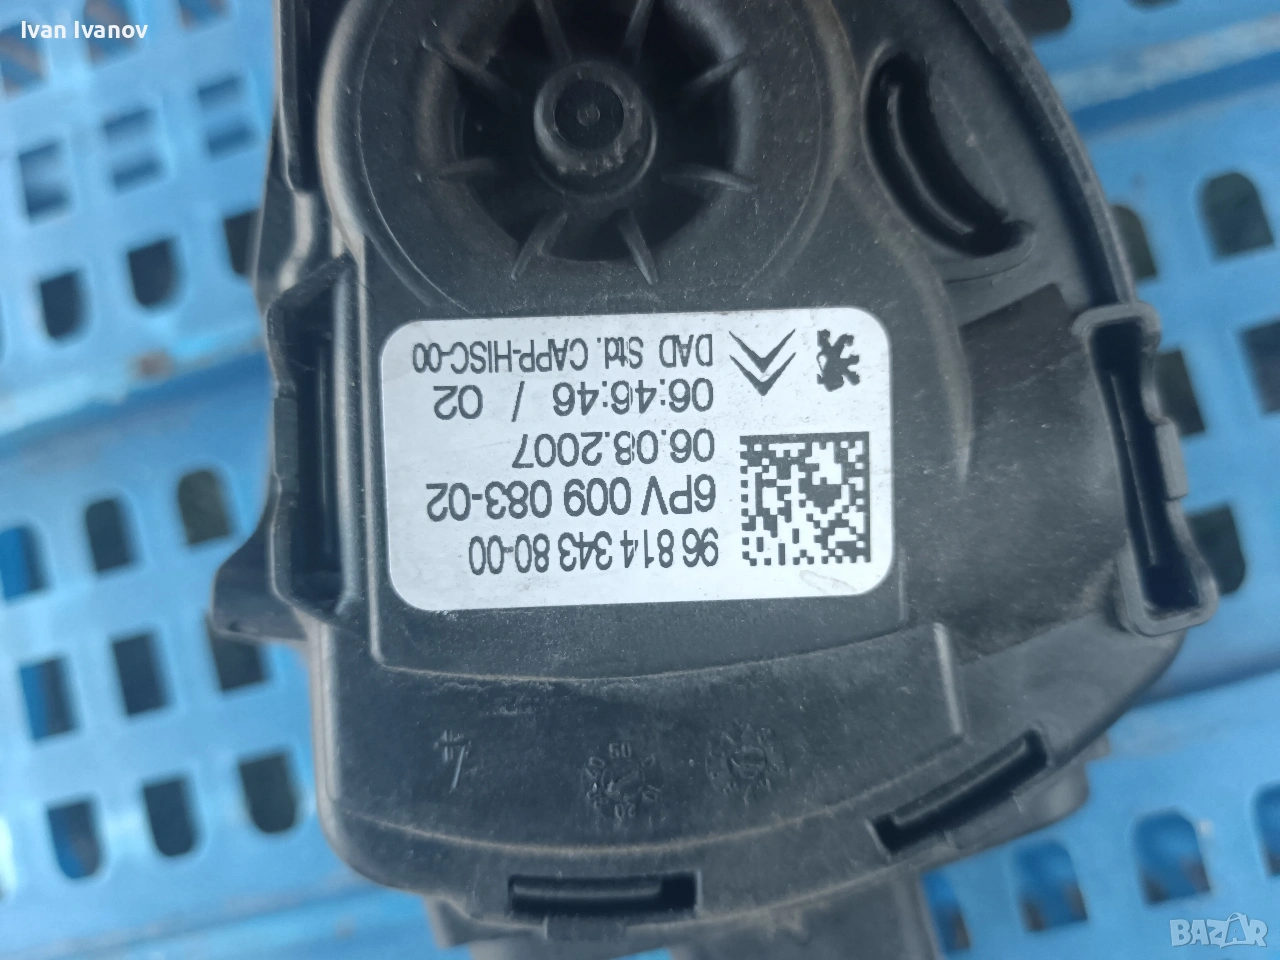 Ivan Ivanov
96 814 343 80-00
6PV 009 083-02
06.08.2007
06:46:46 / 02
DAD Std. CAPP-HISC-00
BAZAR